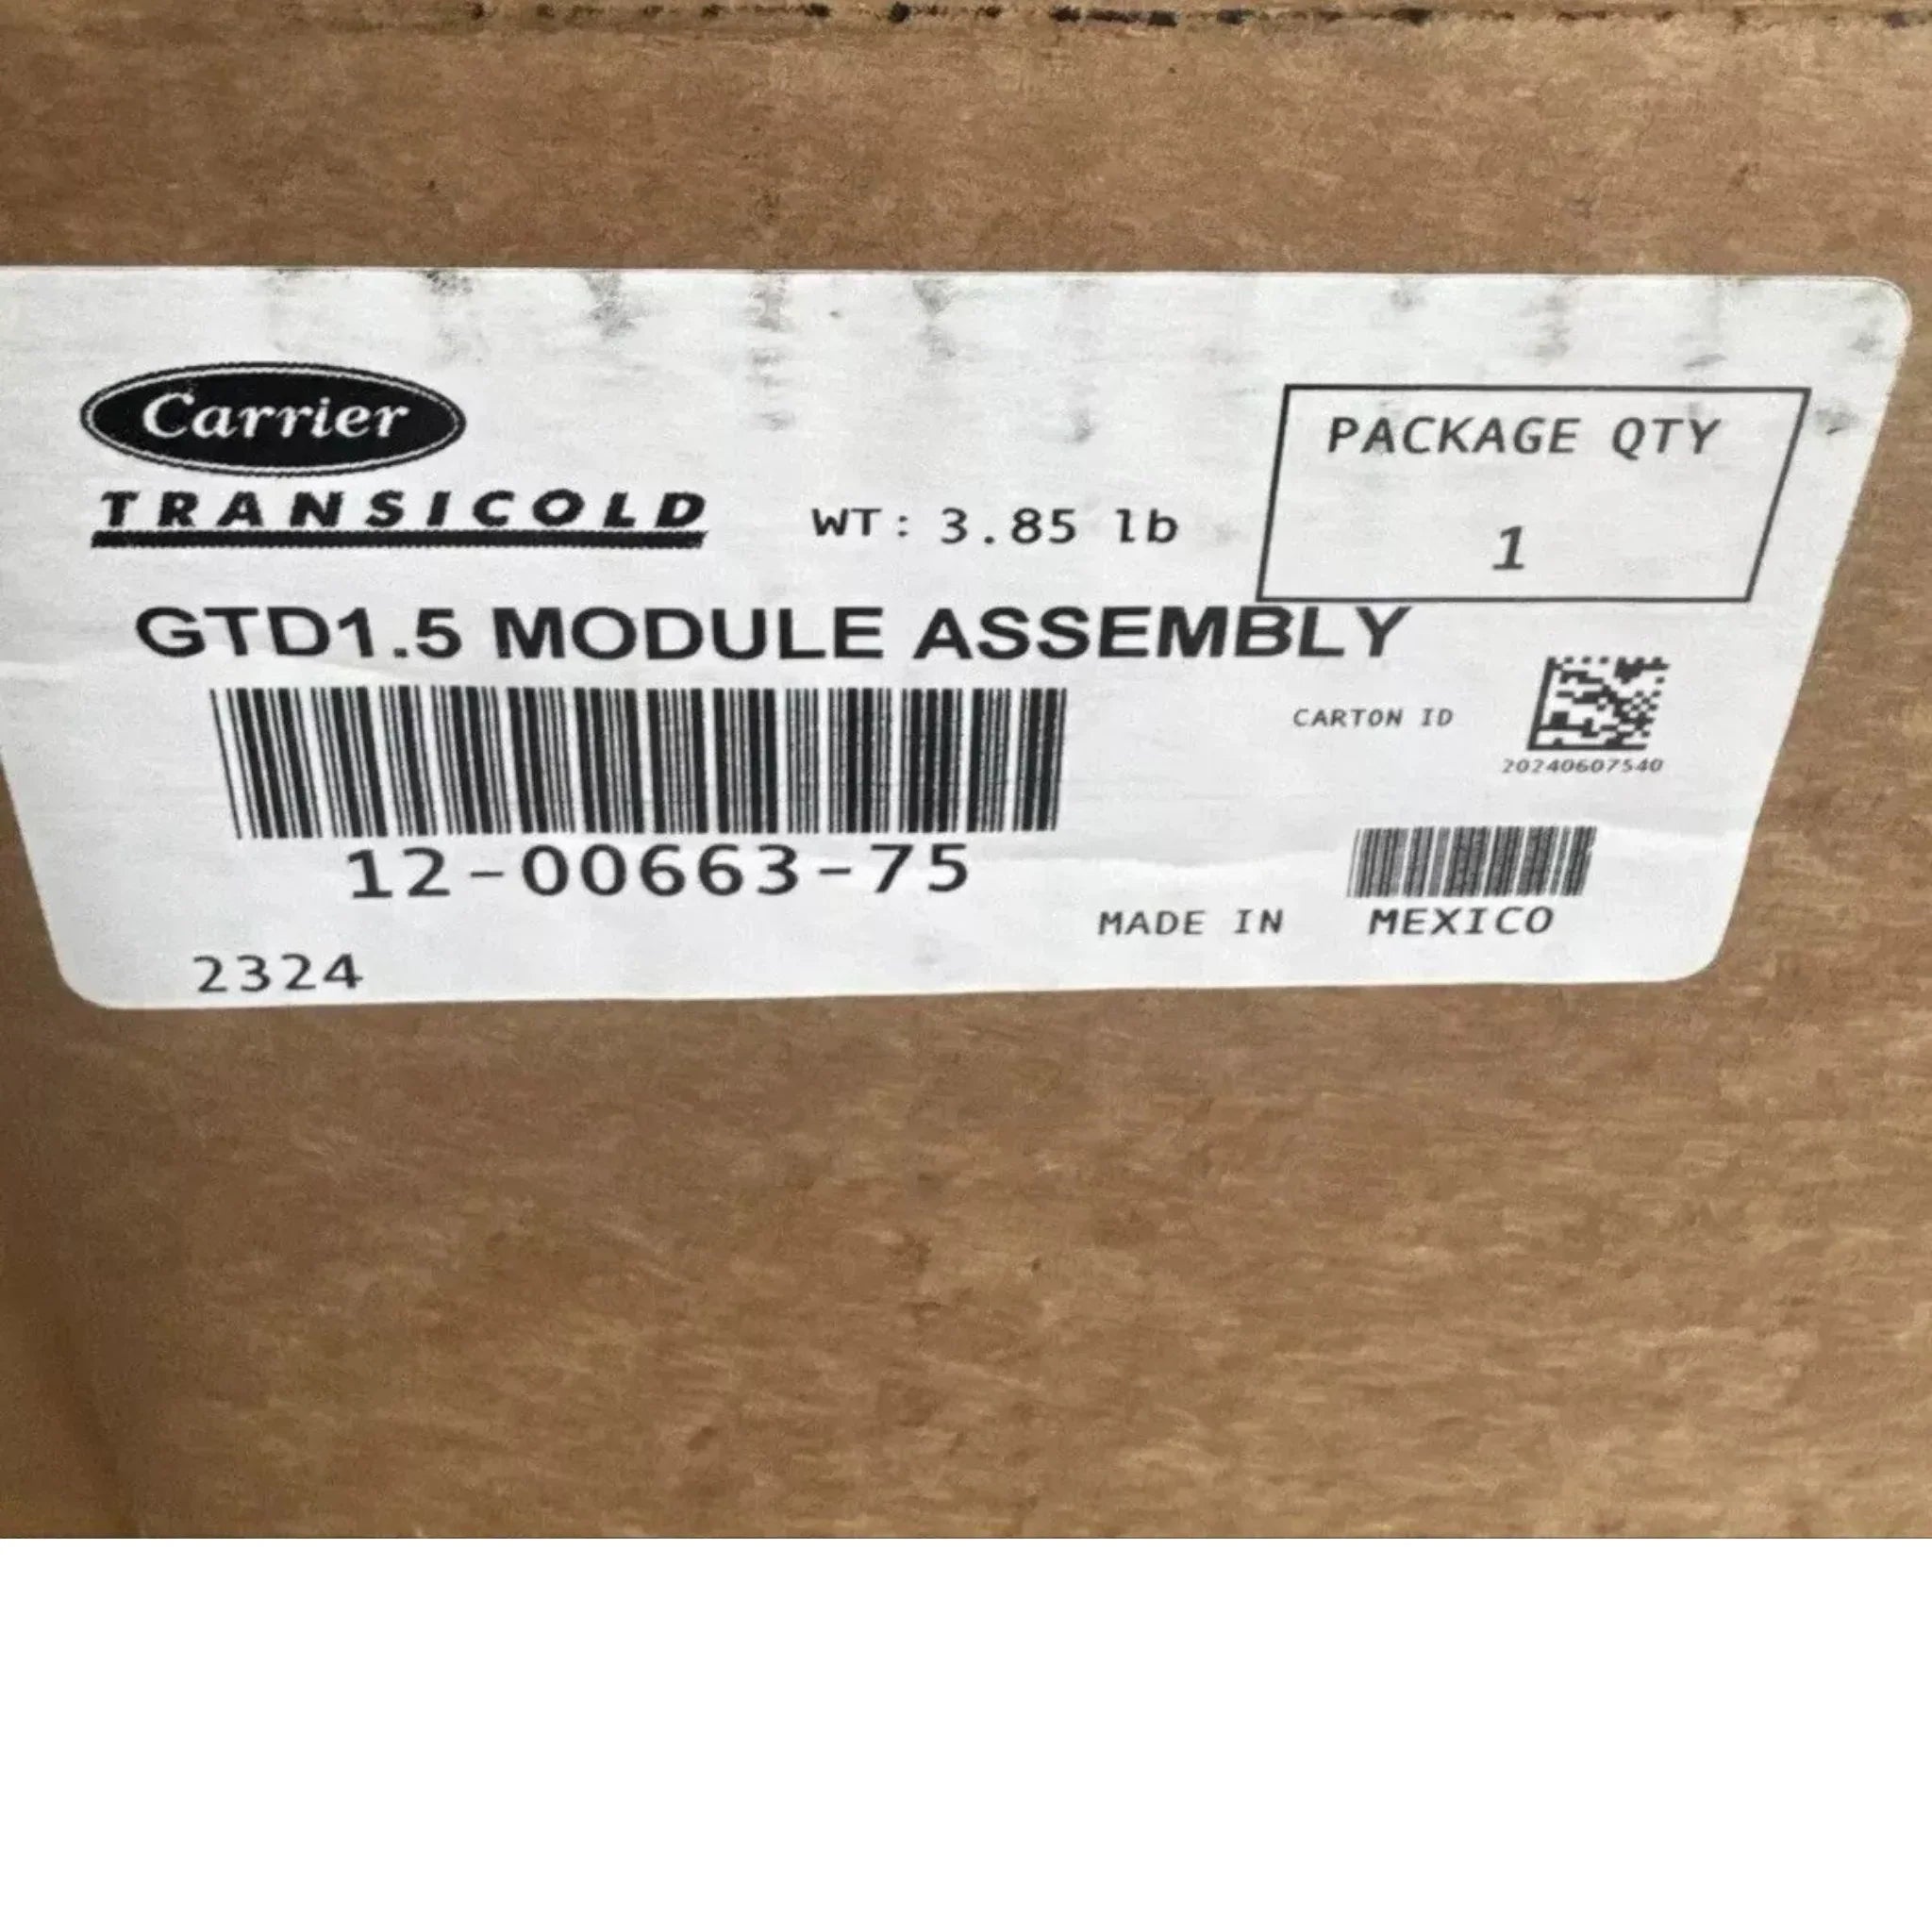 Carrier
TRANSICOLD
WT: 3.85 lb
PACKAGE QTY
1
GTD1.5 MODULE ASSEMBLY
CARTON ID
20240607540
12-00663-75
MADE IN MEXICO
2324